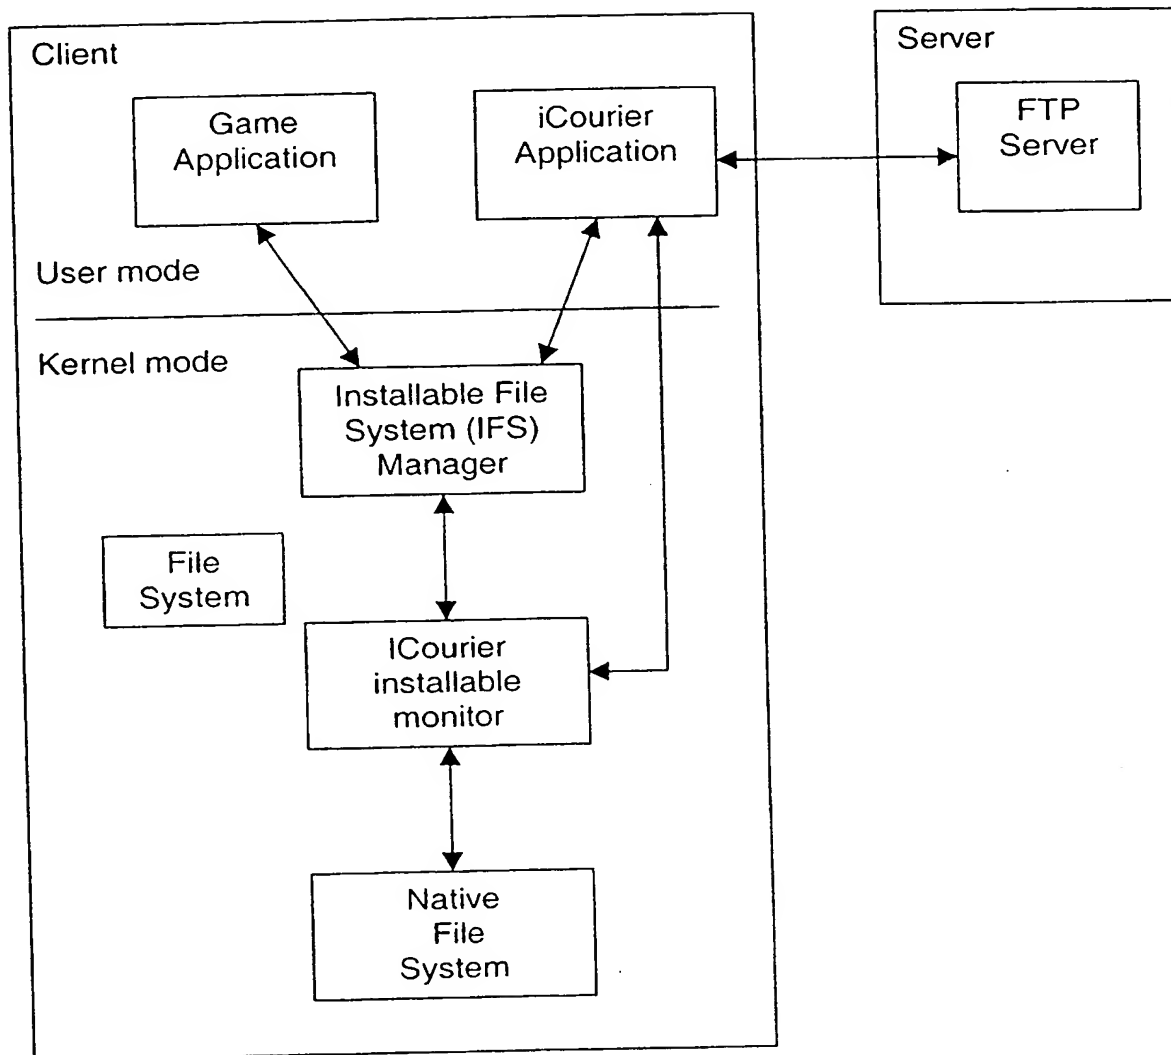 Client
Server
Game
Application
iCourier
Application
FTP
Server
User mode
Kernel mode
Installable File
System (IFS)
Manager
File
System
ICourier
installable
monitor
Native
File
System